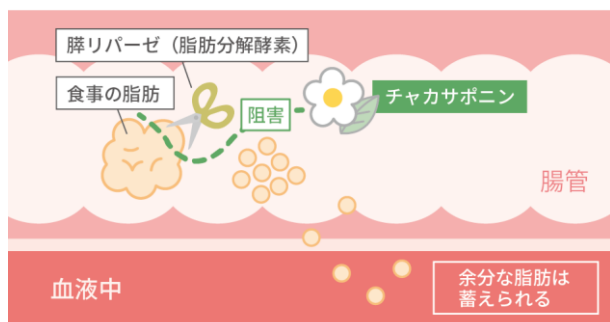 膵リパーゼ（脂肪分解酵素）
食事の脂肪
阻害
チャカサポニン
腸管
血液中
余分な脂肪は
蓄えられる